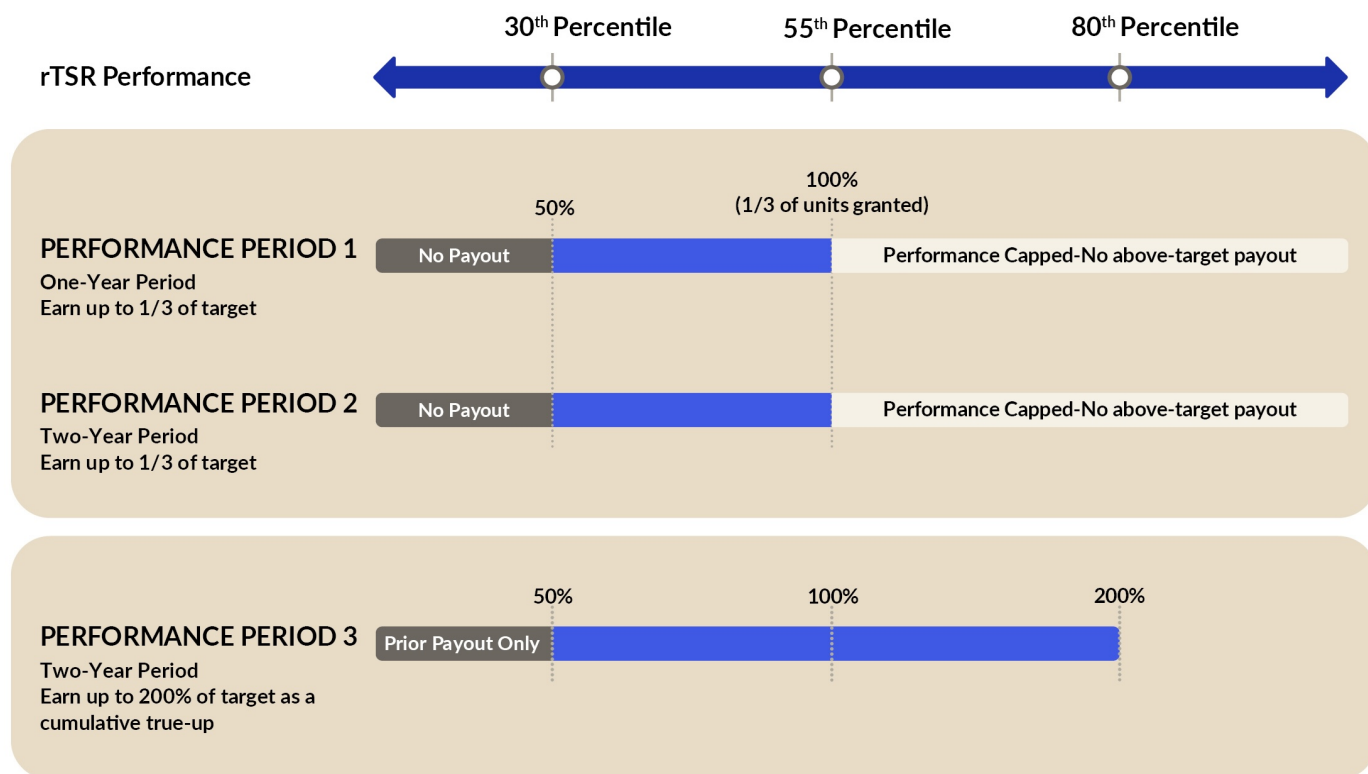 30th Percentile
55th Percentile
80th Percentile
rTSR Performance
100%
(1/3 of units granted)
50%
PERFORMANCE PERIOD 1
No Payout
Performance Capped-No above-target payout
One-Year Period
Earn up to 1/3 of target
PERFORMANCE PERIOD 2
No Payout
Performance Capped-No above-target payout
Two-Year Period
Earn up to 1/3 of target
50%
100%
200%
PERFORMANCE PERIOD 3
Prior Payout Only
Two-Year Period
Earn up to 200% of target as a
cumulative true-up